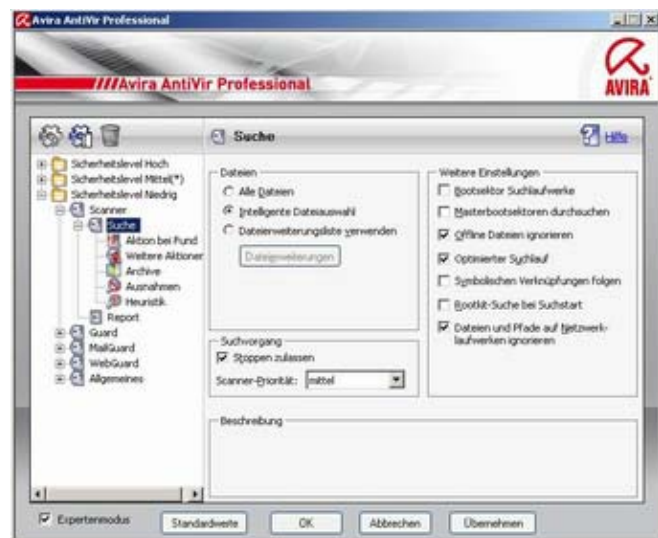 Avira AntiVir Professional
Avira AntiVir Professional
AVIRA
Suche
Hilfe
Sicherheitslevel Hoch
Sicherheitslevel Mittel(*)
Sicherheitslevel Niedrig
Scanner
Suche
Aktion bei Fund
Weitere Aktionen
Archive
Ausnahmen
Heuristik
Report
Guard
MailGuard
WebGuard
Allgemeines
Dateien
Alle Dateien
Intelligente Dateiauswahl
Dateierweiterungsliste verwenden
Dateierweiterungen
Suchvorgang
Stoppen zulassen
Scanner-Priorität: mittel
Weitere Einstellungen
Bootsektor Suchlaufwerke
Masterbootsektoren durchsuchen
Offline Dateien ignorieren
Optimierter Suchlauf
Symbolischen Verknüpfungen folgen
Rootkit-Suche bei Suchstart
Dateien und Pfade auf Netzwerk-
laufwerken ignorieren
Beschreibung
Expertenmodus
Standardwerte
OK
Abbrechen
Übernehmen